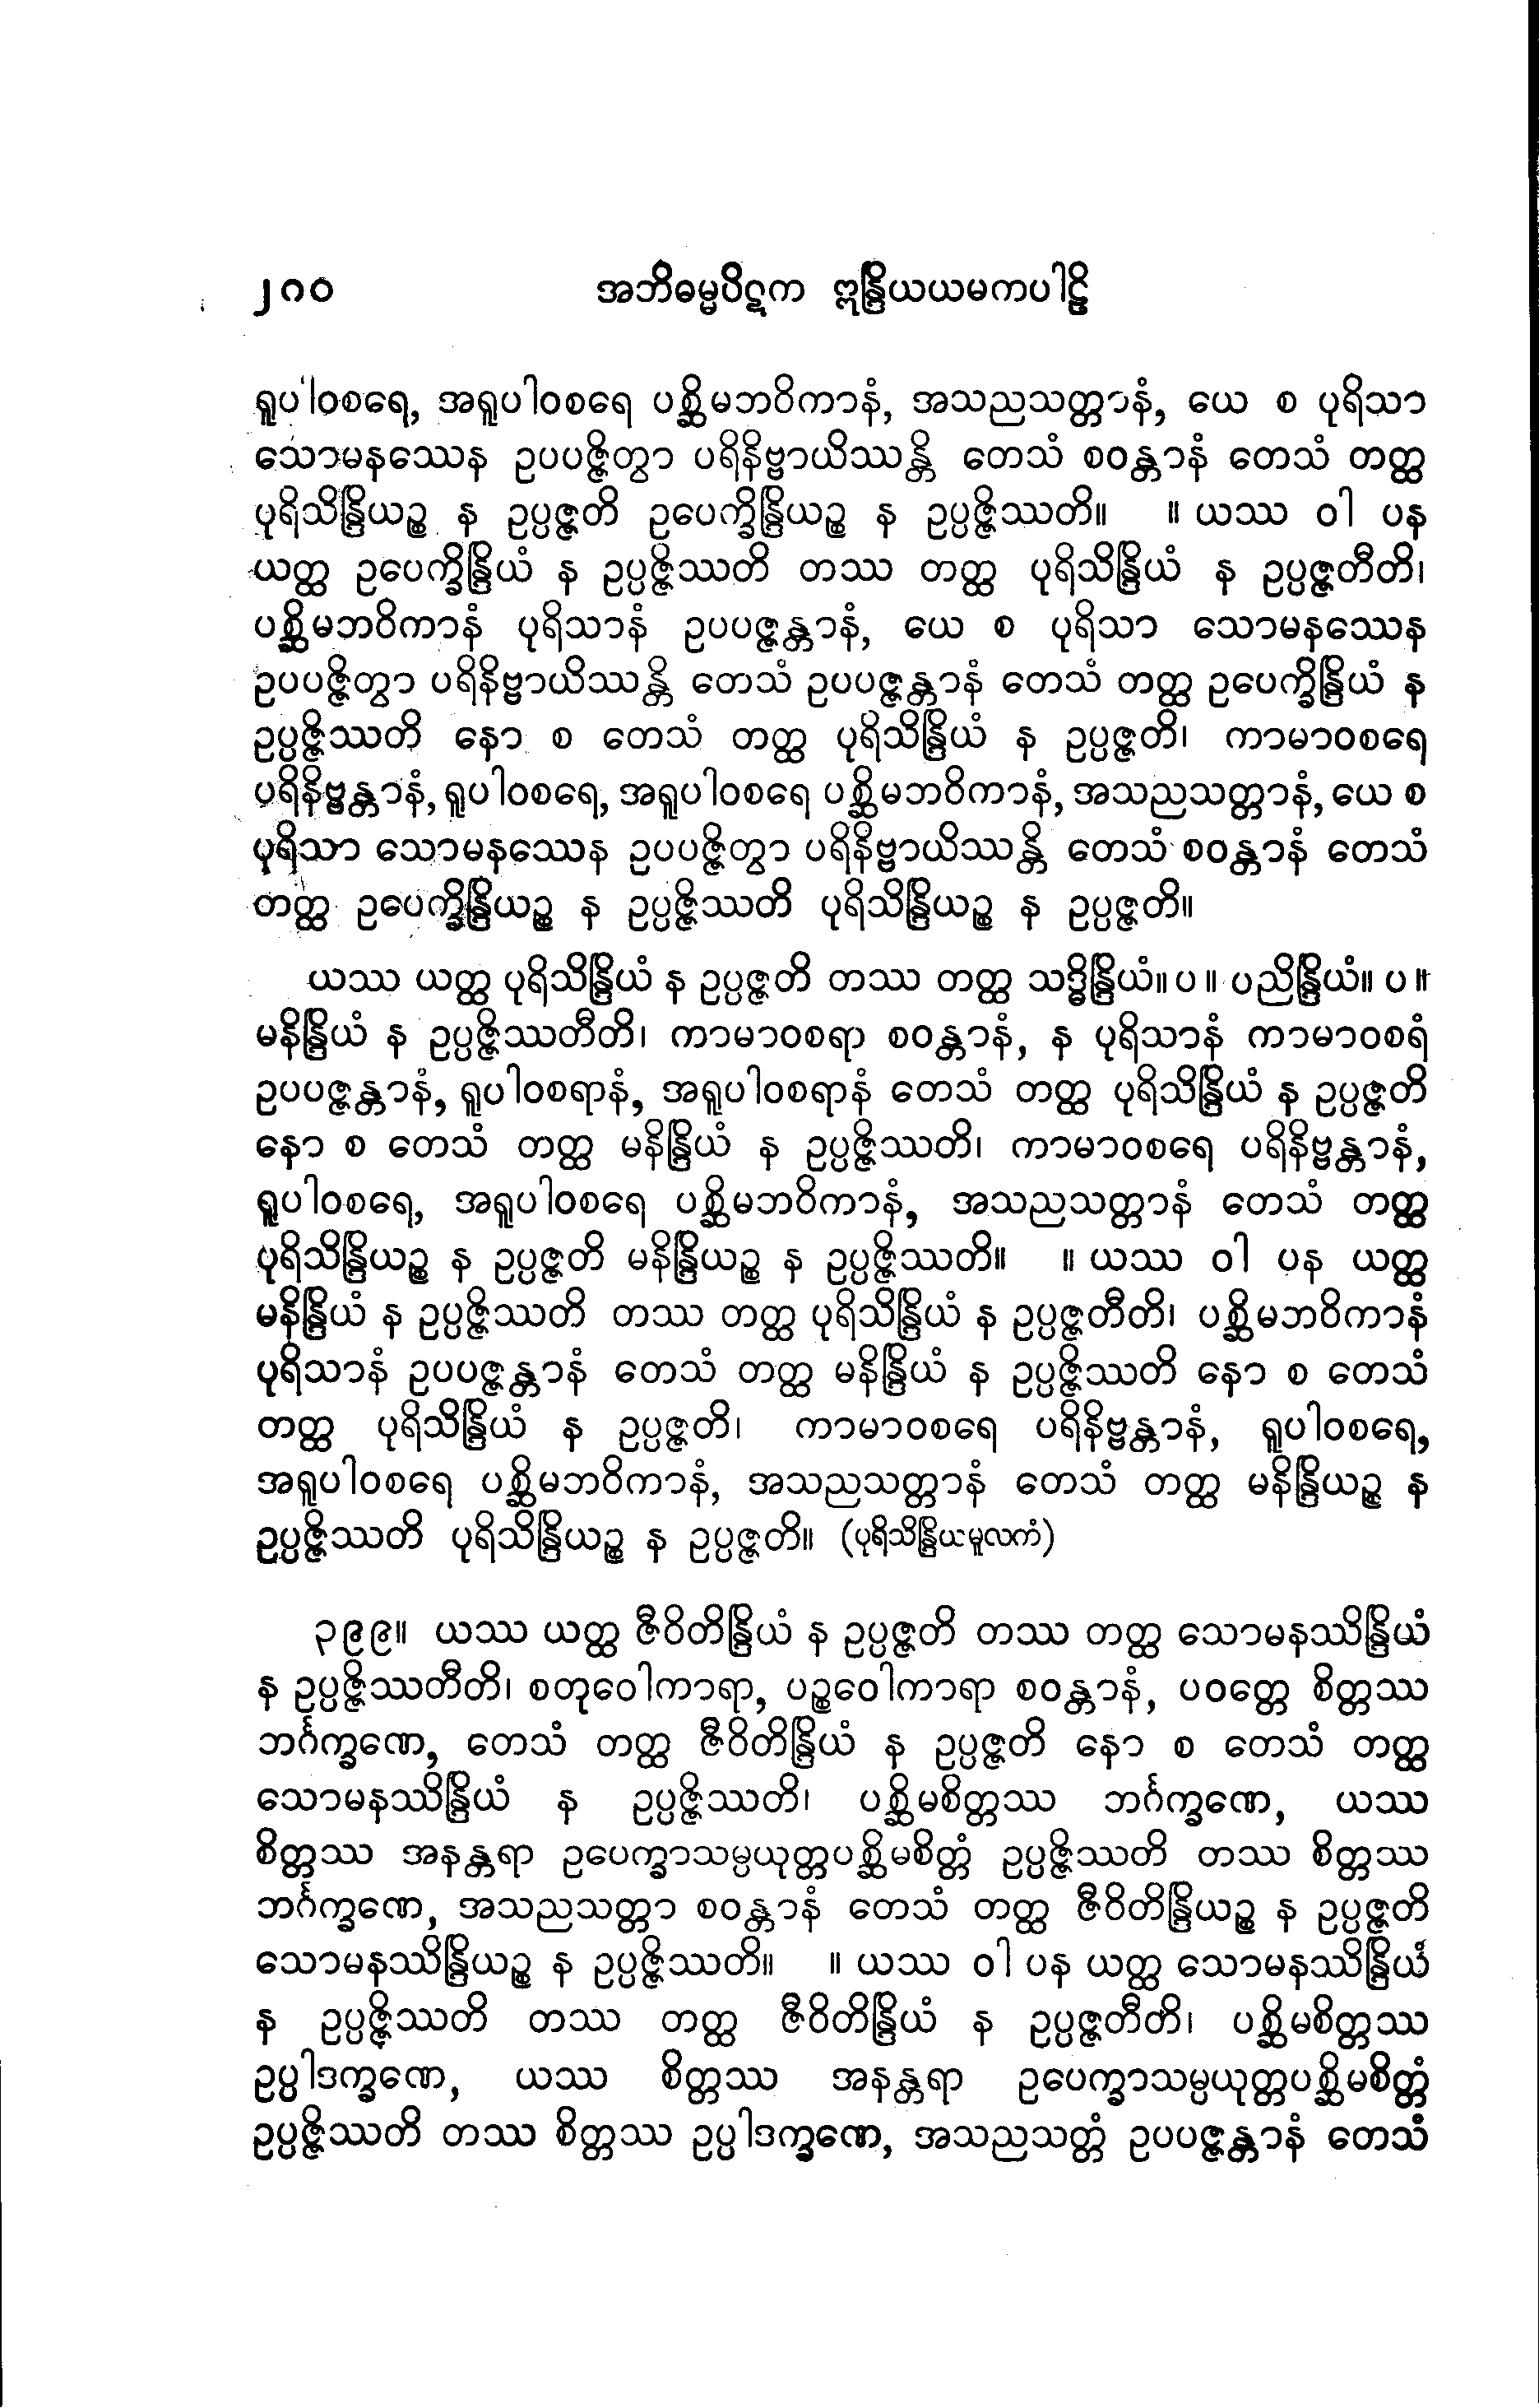 ၂၈၀ အဘိဓမ္မပိဋက ဣန္ဒြိယယမကပါဠိ
ရူပါဝစရေ, အရူပါဝစရေ ပစ္ဆိမဘဝိကာနံ, အသညသတ္တာနံ, ယေ စ ပုရိသာ
သောမနဿေန ဥပပဇ္ဇိတွာ ပရိနိဗ္ဗာယိဿန္တိ တေသံ စဝန္တာနံ တေသံ တတ္ထ
ပုရိသိန္ဒြိယဉ္စ န ဥပ္ပဇ္ဇတိ ဥပေက္ခိန္ဒြိယဉ္စ န ဥပ္ပဇ္ဇိဿတိ။ ။ ယဿ ဝါ ပန
ယတ္ထ ဥပေက္ခိန္ဒြိယံ န ဥပ္ပဇ္ဇိဿတိ တဿ တတ္ထ ပုရိသိန္ဒြိယံ န ဥပ္ပဇ္ဇတီတိ၊
ပစ္ဆိမဘဝိကာနံ ပုရိသာနံ ဥပပဇ္ဇန္တာနံ, ယေ စ ပုရိသာ သောမနဿေန
ဥပပဇ္ဇိတွာ ပရိနိဗ္ဗာယိဿန္တိ တေသံ ဥပပဇ္ဇန္တာနံ တေသံ တတ္ထ ဥပေက္ခိန္ဒြိယံ န
ဥပ္ပဇ္ဇိဿတိ နော စ တေသံ တတ္ထ ပုရိသိန္ဒြိယံ န ဥပ္ပဇ္ဇတိ၊ ကာမာဝစရေ
ပရိနိဗ္ဗန္တာနံ, ရူပါဝစရေ, အရူပါဝစရေ ပစ္ဆိမဘဝိကာနံ, အသညသတ္တာနံ, ယေ စ
ပုရိသာ သောမနဿေန ဥပပဇ္ဇိတွာ ပရိနိဗ္ဗာယိဿန္တိ တေသံ စဝန္တာနံ တေသံ
တတ္ထ ဥပေက္ခိန္ဒြိယဉ္စ န ဥပ္ပဇ္ဇိဿတိ ပုရိသိန္ဒြိယဉ္စ န ဥပ္ပဇ္ဇတိ။
ယဿ ယတ္ထ ပုရိသိန္ဒြိယံ န ဥပ္ပဇ္ဇတိ တဿ တတ္ထ သဒ္ဓိန္ဒြိယံ။ ပ ။ ပညိန္ဒြိယံ။ ပ ။
မနိန္ဒြိယံ န ဥပ္ပဇ္ဇိဿတီတိ၊ ကာမာဝစရာ စဝန္တာနံ, န ပုရိသာနံ ကာမာဝစရံ
ဥပပဇ္ဇန္တာနံ, ရူပါဝစရာနံ, အရူပါဝစရာနံ တေသံ တတ္ထ ပုရိသိန္ဒြိယံ န ဥပ္ပဇ္ဇတိ
နော စ တေသံ တတ္ထ မနိန္ဒြိယံ န ဥပ္ပဇ္ဇိဿတိ၊ ကာမာဝစရေ ပရိနိဗ္ဗန္တာနံ,
ရူပါဝစရေ, အရူပါဝစရေ ပစ္ဆိမဘဝိကာနံ, အသညသတ္တာနံ တေသံ တတ္ထ
ပုရိသိန္ဒြိယဉ္စ န ဥပ္ပဇ္ဇတိ မနိန္ဒြိယဉ္စ န ဥပ္ပဇ္ဇိဿတိ။ ။ ယဿ ဝါ ပန ယတ္ထ
မနိန္ဒြိယံ န ဥပ္ပဇ္ဇိဿတိ တဿ တတ္ထ ပုရိသိန္ဒြိယံ န ဥပ္ပဇ္ဇတီတိ၊ ပစ္ဆိမဘဝိကာနံ
ပုရိသာနံ ဥပပဇ္ဇန္တာနံ တေသံ တတ္ထ မနိန္ဒြိယံ န ဥပ္ပဇ္ဇိဿတိ နော စ တေသံ
တတ္ထ ပုရိသိန္ဒြိယံ န ဥပ္ပဇ္ဇတိ၊ ကာမာဝစရေ ပရိနိဗ္ဗန္တာနံ, ရူပါဝစရေ,
အရူပါဝစရေ ပစ္ဆိမဘဝိကာနံ, အသညသတ္တာနံ တေသံ တတ္ထ မနိန္ဒြိယဉ္စ န
ဥပ္ပဇ္ဇိဿတိ ပုရိသိန္ဒြိယဉ္စ န ဥပ္ပဇ္ဇတိ။ (ပုရိသိန္ဒြိယမူလကံ)
၃၉၉။ ယဿ ယတ္ထ ဇီဝိတိန္ဒြိယံ န ဥပ္ပဇ္ဇတိ တဿ တတ္ထ သောမနဿိန္ဒြိယံ
န ဥပ္ပဇ္ဇိဿတီတိ၊ စတုဝေါကာရာ, ပဉ္စဝေါကာရာ စဝန္တာနံ, ပဝတ္တေ စိတ္တဿ
ဘင်္ဂက္ခဏေ, တေသံ တတ္ထ ဇီဝိတိန္ဒြိယံ န ဥပ္ပဇ္ဇတိ နော စ တေသံ တတ္ထ
သောမနဿိန္ဒြိယံ န ဥပ္ပဇ္ဇိဿတိ၊ ပစ္ဆိမစိတ္တဿ ဘင်္ဂက္ခဏေ, ယဿ
စိတ္တဿ အနန္တရာ ဥပေက္ခာသမ္ပယုတ္တပစ္ဆိမစိတ္တံ ဥပ္ပဇ္ဇိဿတိ တဿ စိတ္တဿ
ဘင်္ဂက္ခဏေ, အသညသတ္တာ စဝန္တာနံ တေသံ တတ္ထ ဇီဝိတိန္ဒြိယဉ္စ န ဥပ္ပဇ္ဇတိ
သောမနဿိန္ဒြိယဉ္စ န ဥပ္ပဇ္ဇိဿတိ။ ။ ယဿ ဝါ ပန ယတ္ထ သောမနဿိန္ဒြိယံ
န ဥပ္ပဇ္ဇိဿတိ တဿ တတ္ထ ဇီဝိတိန္ဒြိယံ န ဥပ္ပဇ္ဇတီတိ၊ ပစ္ဆိမစိတ္တဿ
ဥပ္ပါဒက္ခဏေ, ယဿ စိတ္တဿ အနန္တရာ ဥပေက္ခာသမ္ပယုတ္တပစ္ဆိမစိတ္တံ
ဥပ္ပဇ္ဇိဿတိ တဿ စိတ္တဿ ဥပ္ပါဒက္ခဏေ, အသညသတ္တံ ဥပပဇ္ဇန္တာနံ တေသံ